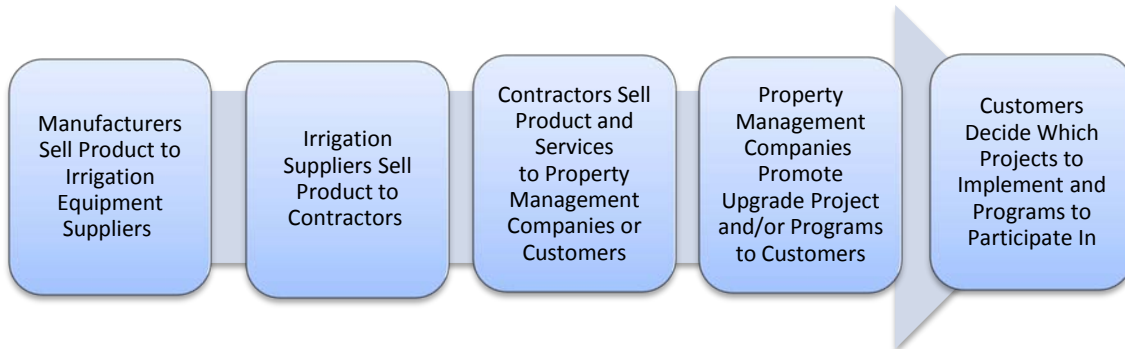 Manufacturers
Sell Product to
Irrigation
Equipment
Suppliers
Irrigation
Suppliers Sell
Product to
Contractors
Contractors Sell
Product and
Services
to Property
Management
Companies or
Customers
Property
Management
Companies
Promote
Upgrade Project
and/or Programs
to Customers
Customers
Decide Which
Projects to
Implement and
Programs to
Participate In